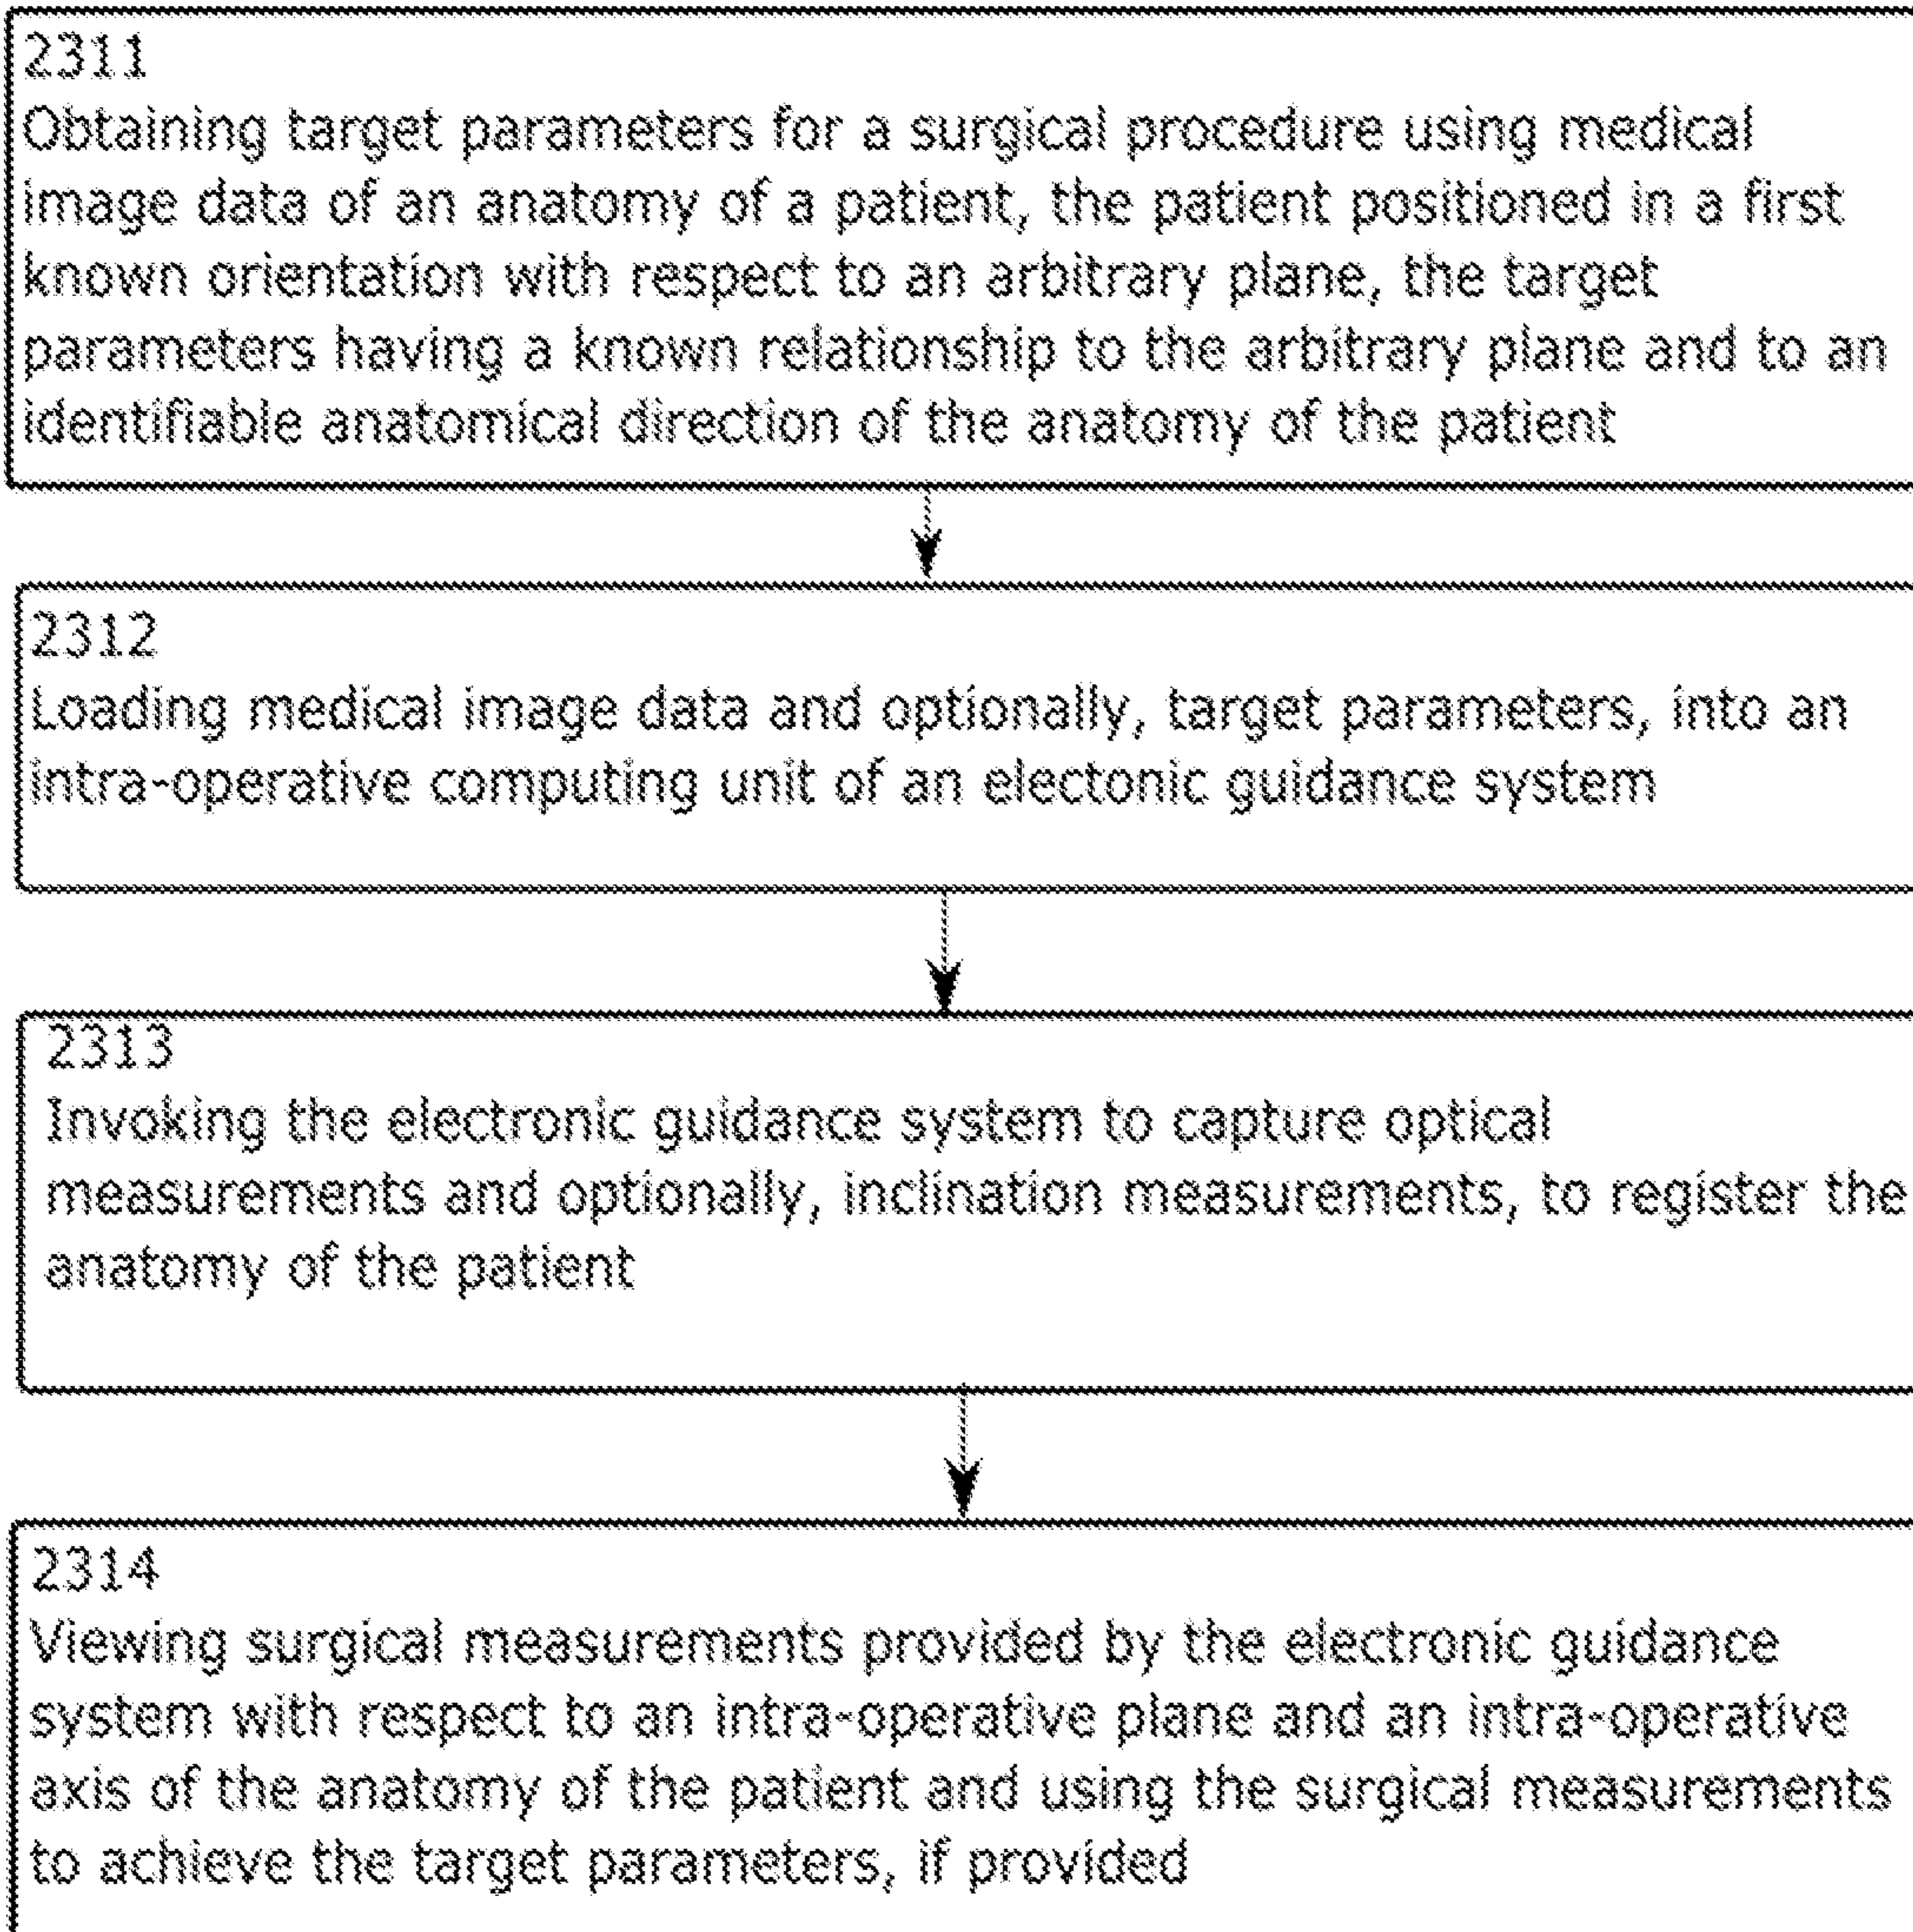 2311
Obtaining target parameters for a surgical procedure using medical
image data of an anatomy of a patient, the patient positioned in a first
known orientation with respect to an arbitrary plane, the target
parameters having a known relationship to the arbitrary plane and to an
identifiable anatomical direction of the anatomy of the patient
2312
Loading medical image data and optionally, target parameters, into an
intra-operative computing unit of an electonic guidance system
2313
Invoking the electronic guidance system to capture optical
measurements and optionally, inclination measurements, to register the
anatomy of the patient
2314
Viewing surgical measurements provided by the electronic guidance
system with respect to an intra-operative plane and an intra-operative
axis of the anatomy of the patient and using the surgical measurements
to achieve the target parameters, if provided